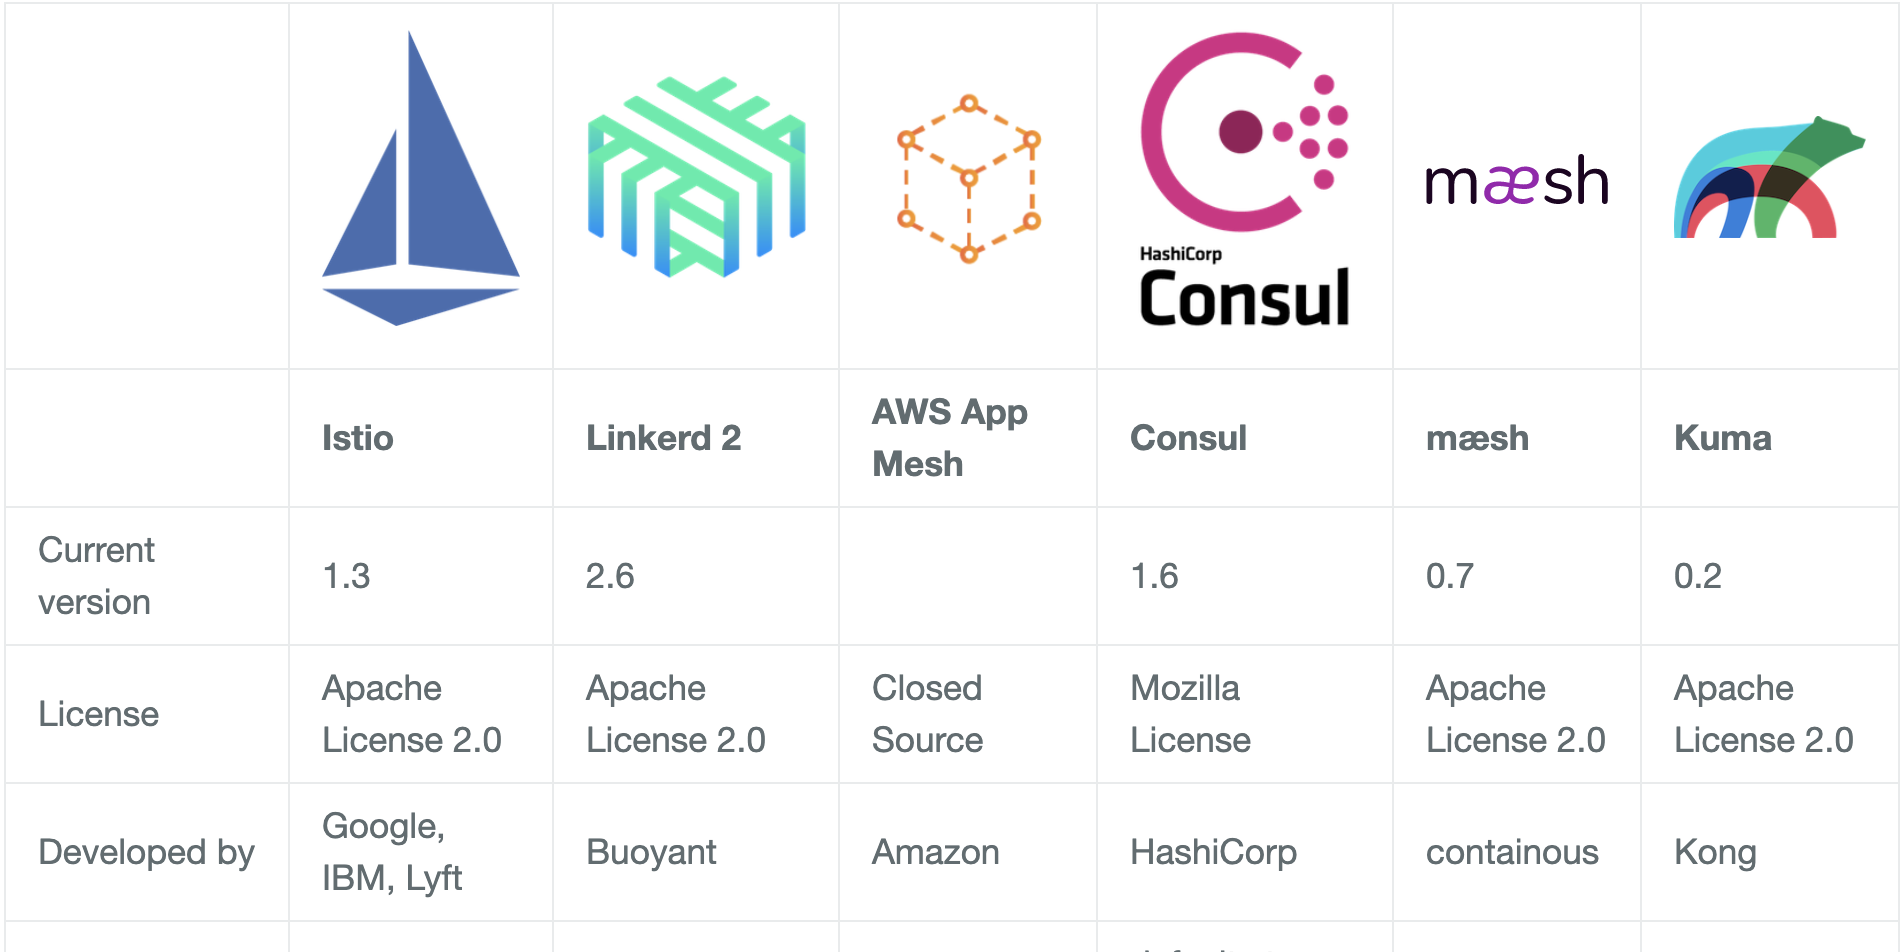 HashiCorp
Consul
mæsh
Istio
Linkerd 2
AWS App
Mesh
Consul
mæsh
Kuma
Current
version
1.3
2.6
1.6
0.7
0.2
License
Apache
License 2.0
Apache
License 2.0
Closed
Source
Mozilla
License
Apache
License 2.0
Apache
License 2.0
Developed by
Google,
IBM, Lyft
Buoyant
Amazon
HashiCorp
containous
Kong